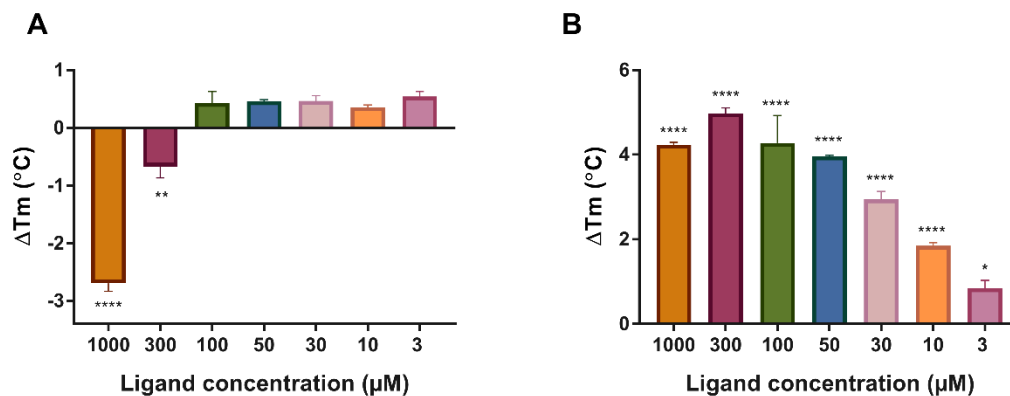 A
B
1
0
-1
-2
-3
ΔTm (°C)
**
****
1000 300 100 50 30 10 3
Ligand concentration (µM)
6
4
2
0
ΔTm (°C)
****
****
****
****
****
****
*
1000 300 100 50 30 10 3
Ligand concentration (µM)